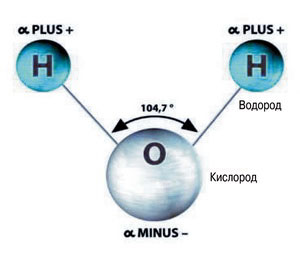 α PLUS + α PLUS +
H H
104,7 °
Водород
O
Кислород
α MINUS –